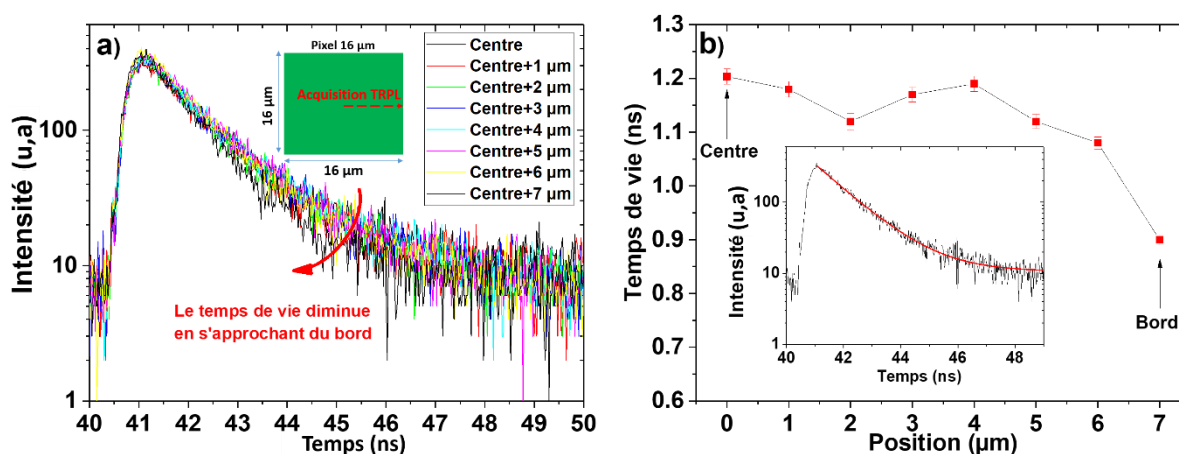 a)
Intensité (u,a)
100
10
1
40 41 42 43 44 45 46 47 48 49 50
Temps (ns)
Pixel 16 µm
16 µm
Acquisition TRPL
16 µm
Centre
Centre+1 µm
Centre+2 µm
Centre+3 µm
Centre+4 µm
Centre+5 µm
Centre+6 µm
Centre+7 µm
Le temps de vie diminue
en s'approchant du bord
b)
Temps de vie (ns)
1.3
1.2
1.1
1.0
0.9
0.8
0.7
0.6
0 1 2 3 4 5 6 7
Position (µm)
Centre
Bord
Intensité (u,a)
100
10
1
40 42 44 46 48
Temps (ns)